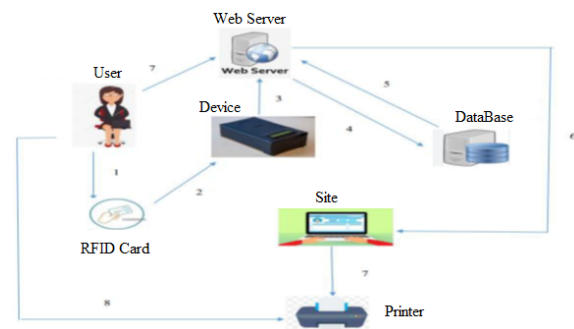 Web Server
Web Server
User
7
Device
3
5
DataBase
4
6
1
2
Site
RFID Card
7
8
Printer